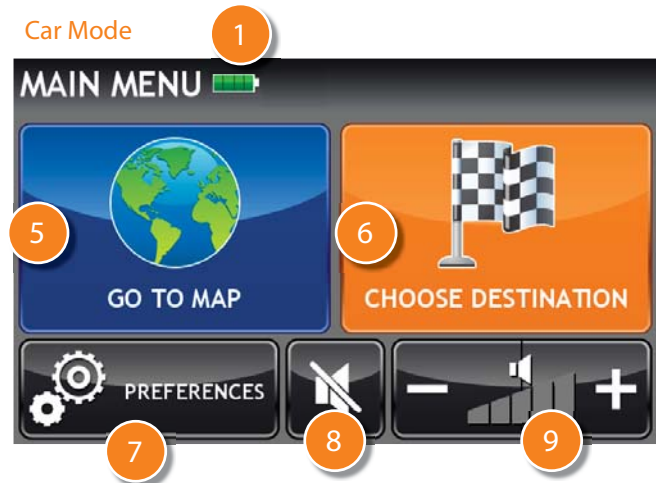 Car Mode
1
MAIN MENU
5
6
GO TO MAP
CHOOSE DESTINATION
PREFERENCES
7
8
9